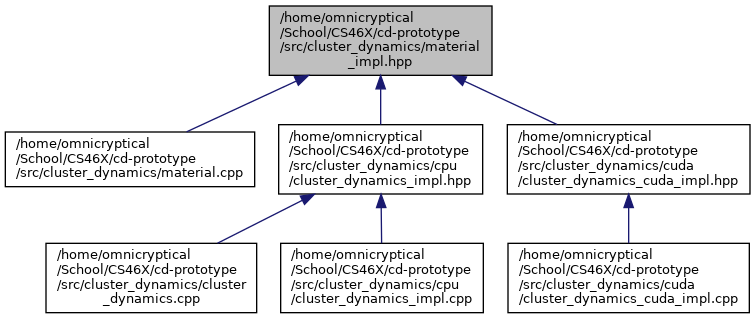 /home/omnicryptical
/School/CS46X/cd-prototype
/src/cluster_dynamics/material
_impl.hpp
/home/omnicryptical
/School/CS46X/cd-prototype
/src/cluster_dynamics/material.cpp
/home/omnicryptical
/School/CS46X/cd-prototype
/src/cluster_dynamics/cpu
/cluster_dynamics_impl.hpp
/home/omnicryptical
/School/CS46X/cd-prototype
/src/cluster_dynamics/cuda
/cluster_dynamics_cuda_impl.hpp
/home/omnicryptical
/School/CS46X/cd-prototype
/src/cluster_dynamics/cluster
_dynamics.cpp
/home/omnicryptical
/School/CS46X/cd-prototype
/src/cluster_dynamics/cpu
/cluster_dynamics_impl.cpp
/home/omnicryptical
/School/CS46X/cd-prototype
/src/cluster_dynamics/cuda
/cluster_dynamics_cuda_impl.cpp